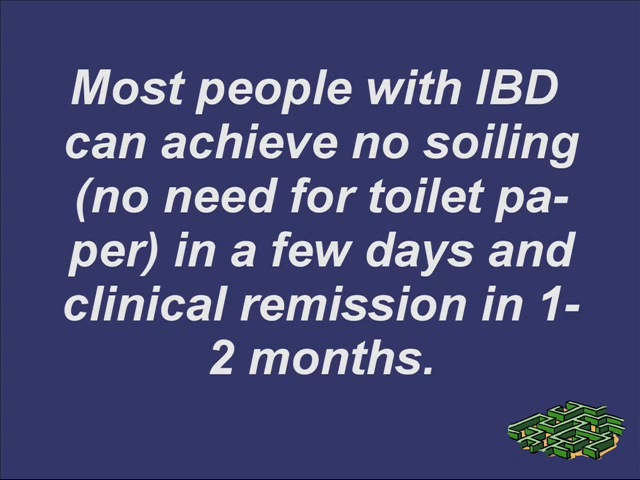 Most people with IBD
can achieve no soiling
(no need for toilet pa-
per) in a few days and
clinical remission in 1-
2 months.